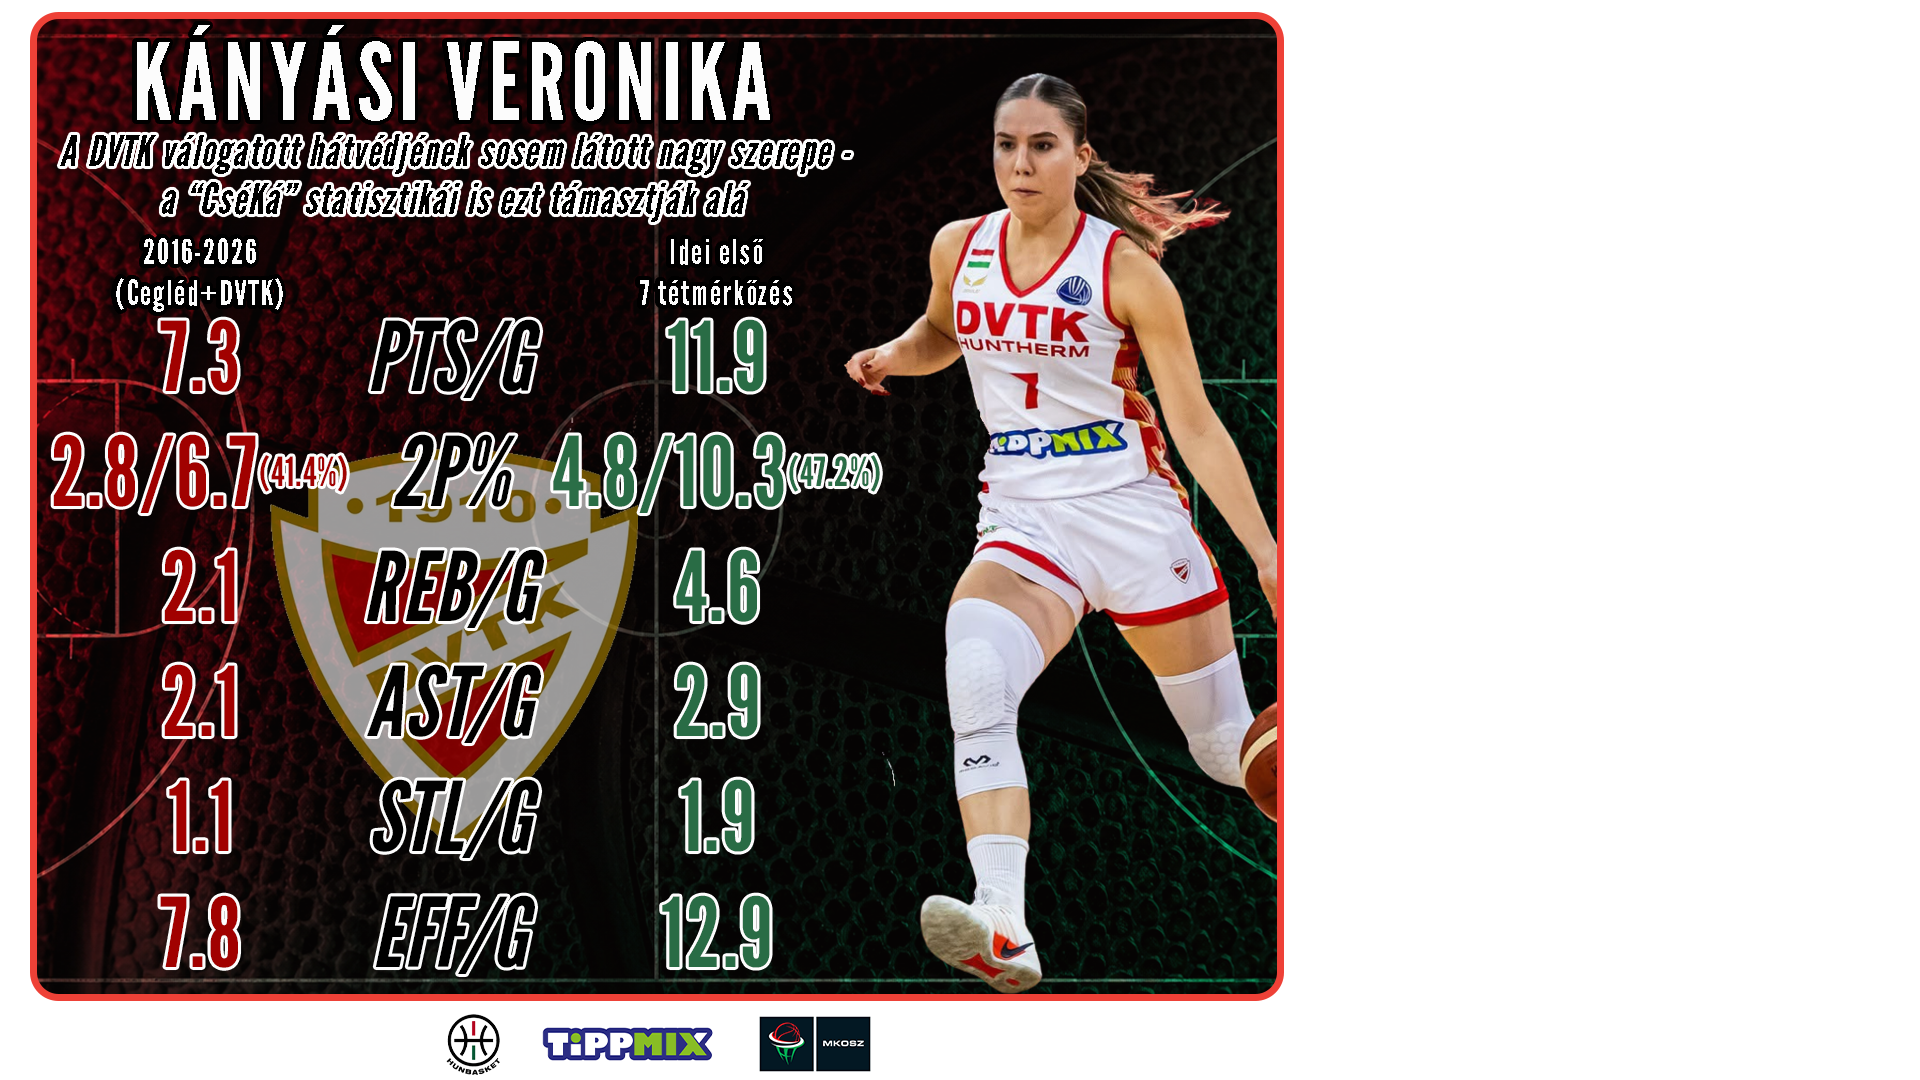 KÁNYÁSI VERONIKA
A DVTK válogatott hátvédjének sosem látott nagy szerepe -
a “CséKá” statisztikái is ezt támasztják alá
2016-2026
(Cegléd+DVTK)
Idei első
7 tétmérkőzés
7.3 PTS/G 11.9
2.8/6.7(41.4%) 2P% 4.8/10.3(47.2%)
2.1 REB/G 4.6
2.1 AST/G 2.9
1.1 STL/G 1.9
7.8 EFF/G 12.9
·1910·
DVTK
DVTK
HUNTHERM
7
TiPPMIX
HUNBASKET
TiPPMIX
MKOSZ